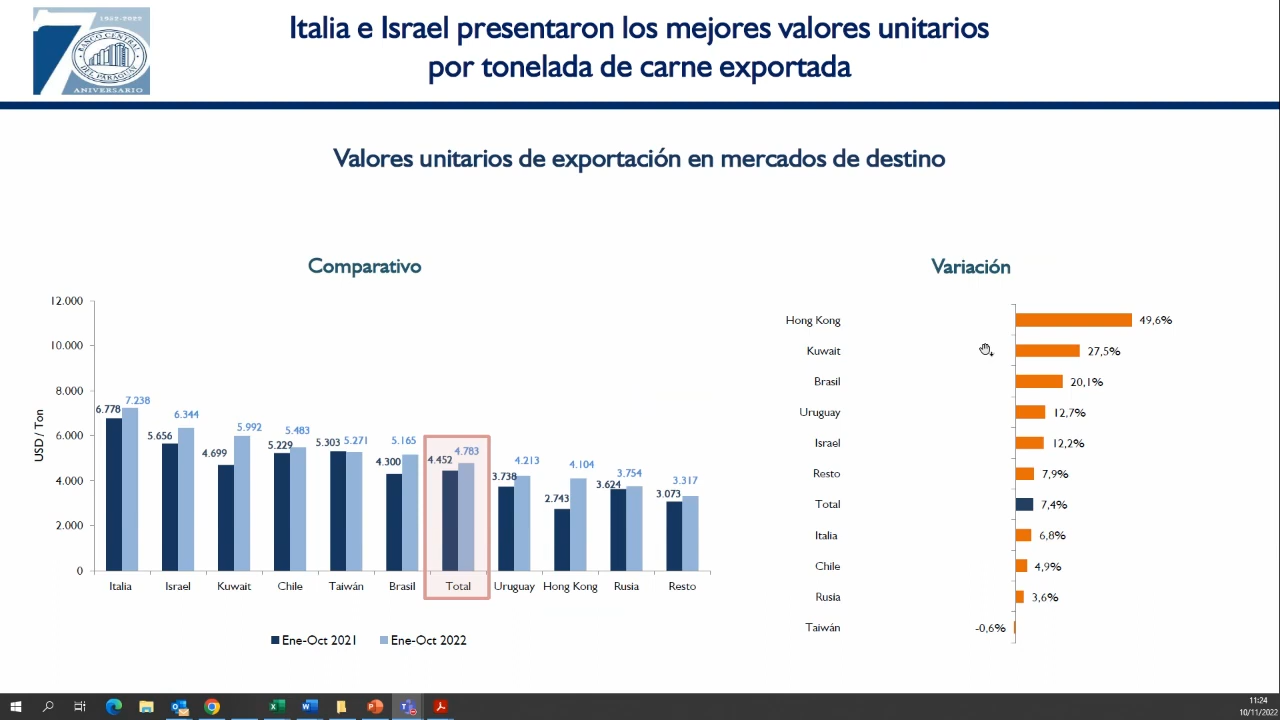 1952-2022
BANCO CENTRAL
DEL PARAGUAY
ANIVERSARIO
Italia e Israel presentaron los mejores valores unitarios
por tonelada de carne exportada
Valores unitarios de exportación en mercados de destino
Comparativo
USD/ Ton
12.000
10.000
8.000
6.000
4.000
2.000
0
6.778 7.238
5.656 6.344
4.699 5.992
5.229 5.483
5.303 5.271
4.300 5.165
4.452 4.783
3.738 4.213
2.743 4.104
3.624 3.754
3.073 3.317
Italia Israel Kuwait Chile Taiwán Brasil Total Uruguay Hong Kong Rusia Resto
Ene-Oct 2021 Ene-Oct 2022
Variación
Hong Kong 49,6%
Kuwait 27,5%
Brasil 20,1%
Uruguay 12,7%
Israel 12,2%
Resto 7,9%
Total 7,4%
Italia 6,8%
Chile 4,9%
Rusia 3,6%
Taiwán -0,6%
11:24
10/11/2022